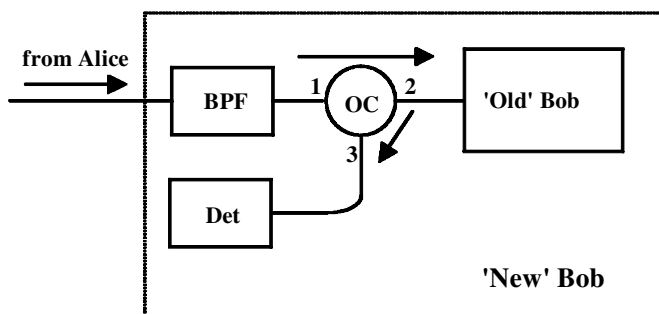 from Alice
BPF
1
OC
2
'Old' Bob
3
Det
'New' Bob